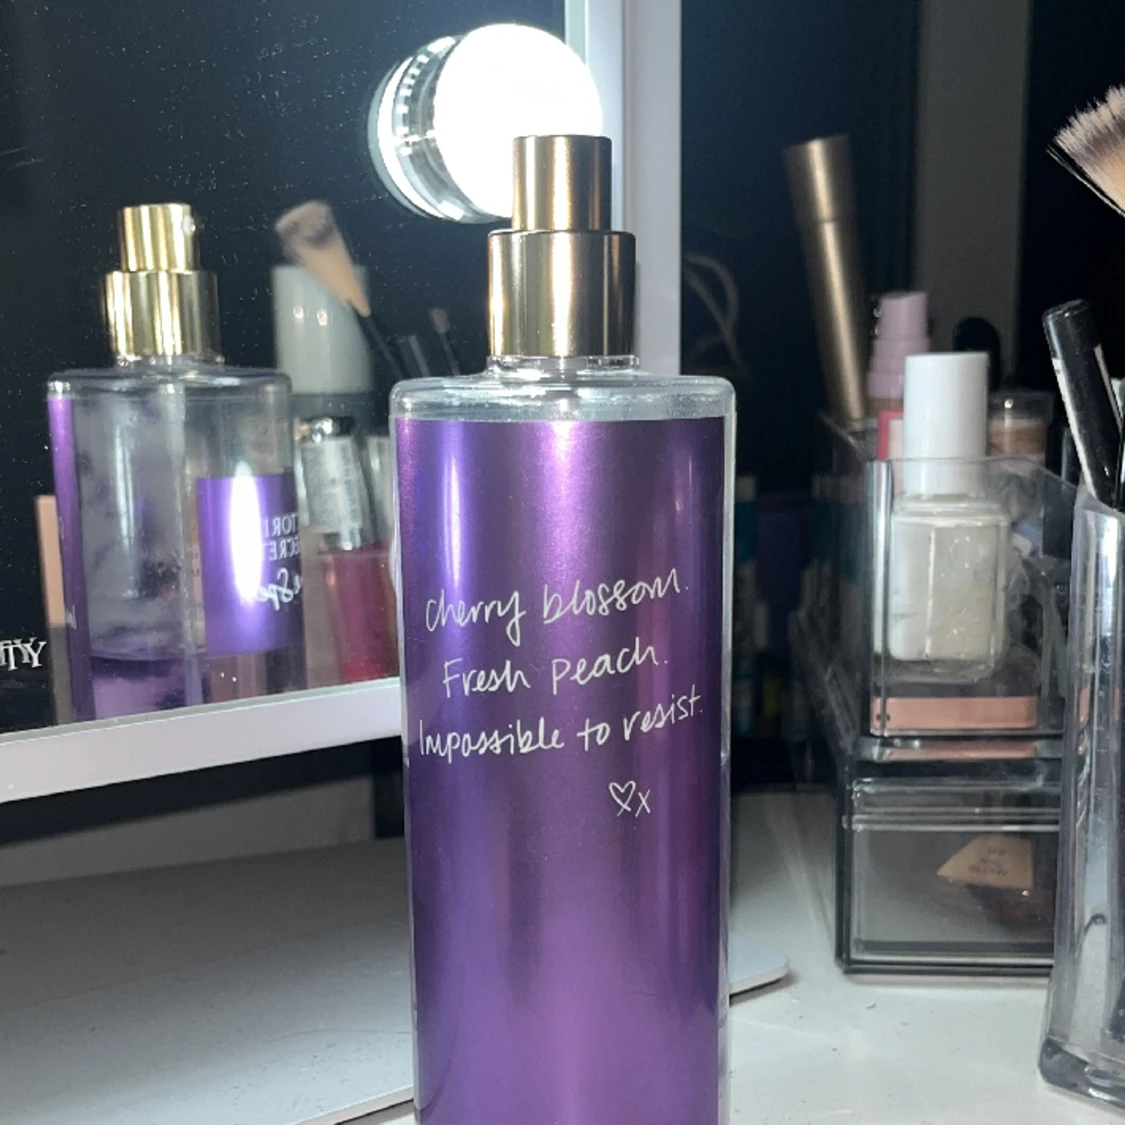 cherry blossom.
Fresh peach.
Impossible to resist.
♡x